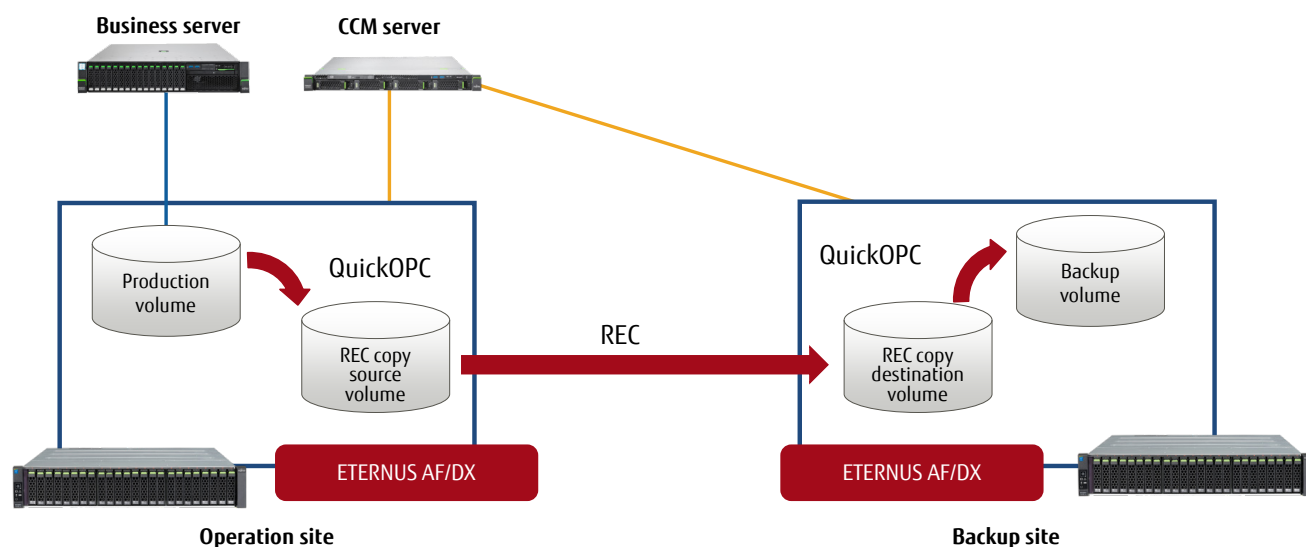 Business server
CCM server
Production
volume
QuickOPC
REC copy
source
volume
REC
QuickOPC
Backup
volume
REC copy
destination
volume
ETERNUS AF/DX
ETERNUS AF/DX
Operation site
Backup site